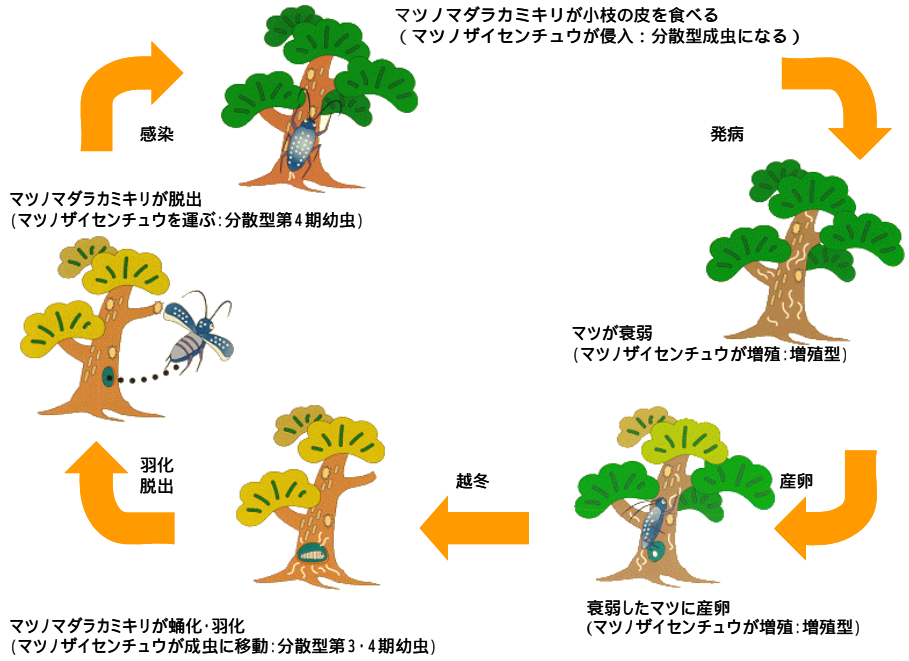 マツノマダラカミキリが小枝の皮を食べる
(マツノザイセンチュウが侵入:分散型成虫になる)
感染
発病
マツノマダラカミキリが脱出
(マツノザイセンチュウを運ぶ:分散型第4期幼虫)
マツが衰弱
(マツノザイセンチュウが増殖:増殖型)
羽化
脱出
越冬
産卵
衰弱したマツに産卵
(マツノザイセンチュウが増殖:増殖型)
マツノマダラカミキリが蛹化・羽化
(マツノザイセンチュウが成虫に移動:分散型第3・4期幼虫)